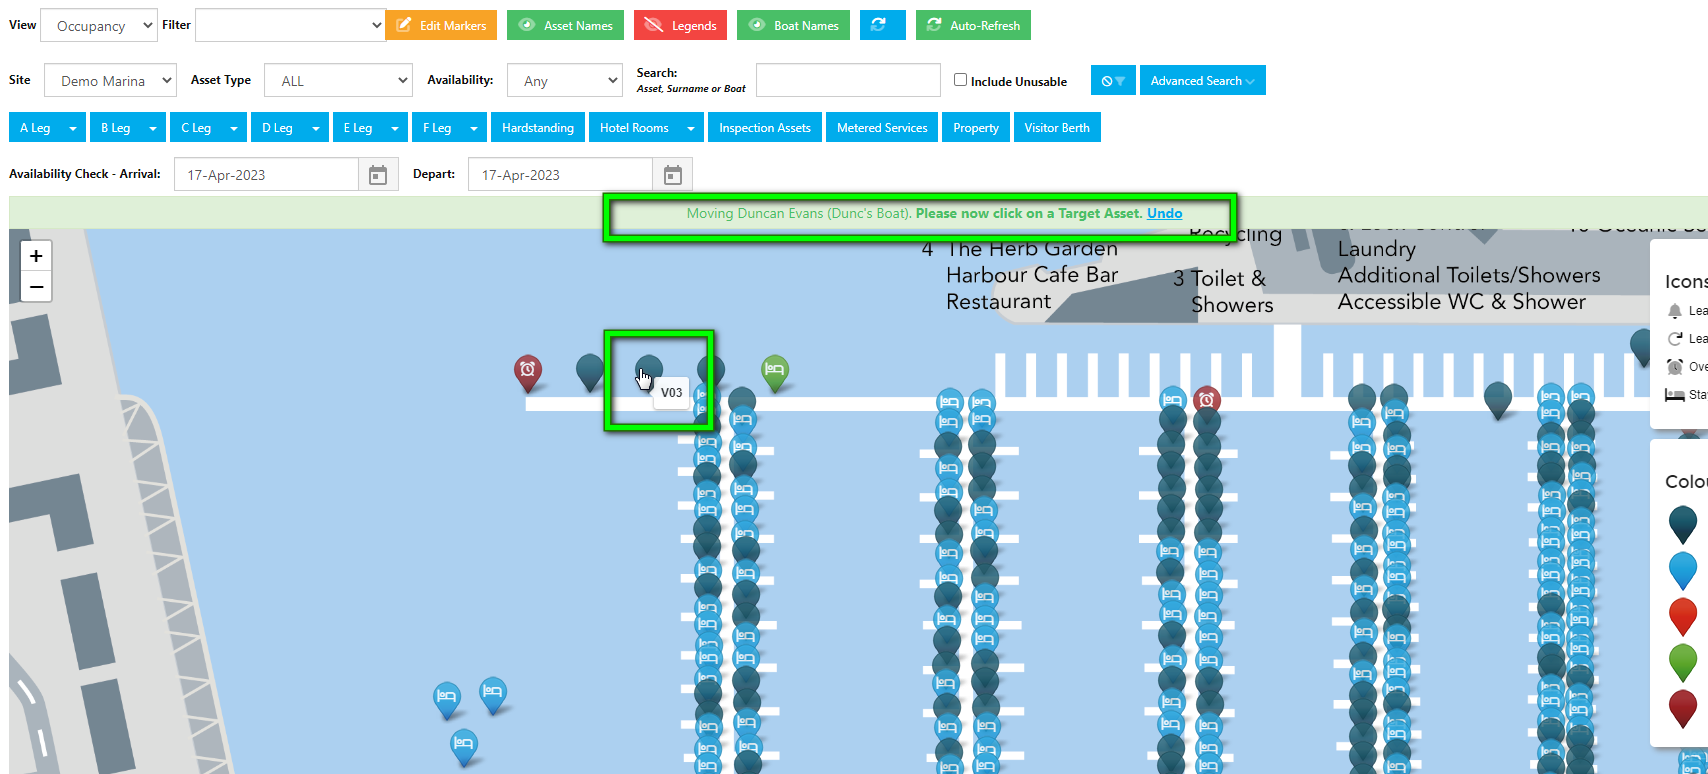 View Occupancy Filter Edit Markers Asset Names Legends Boat Names Auto-Refresh
Site Demo Marina Asset Type ALL Availability: Any Search: Include Unusable Advanced Search
Asset, Surname or Boat
A Leg B Leg C Leg D Leg E Leg F Leg Hardstanding Hotel Rooms Inspection Assets Metered Services Property Visitor Berth
Availability Check - Arrival: 17-Apr-2023 Depart: 17-Apr-2023
Moving Duncan Evans (Dunc's Boat). Please now click on a Target Asset. Undo
+
−
4 The Herb Garden
Harbour Cafe Bar
Restaurant
Recycling
3 Toilet &
Showers
Laundry
Additional Toilets/Showers
Accessible WC & Shower
Icons
Lea
Lea
Ove
Sta
V03
Colou